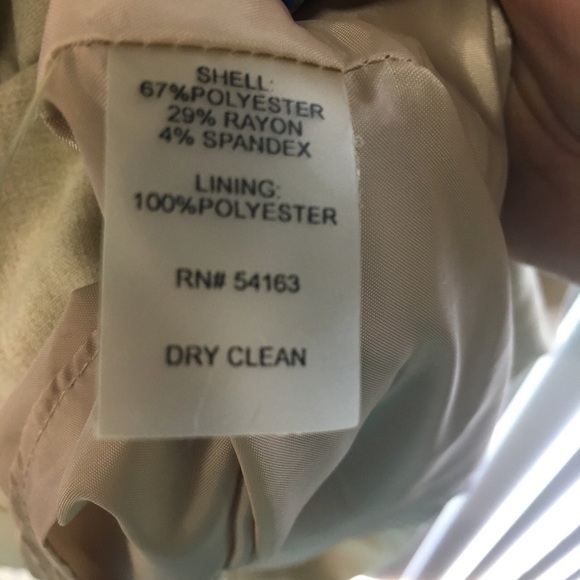 SHELL:
67%POLYESTER
29% RAYON
4% SPANDEX
LINING:
100%POLYESTER
RN# 54163
DRY CLEAN